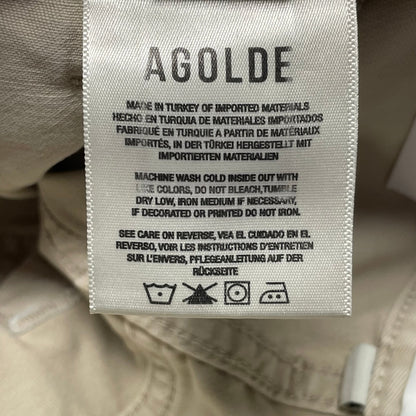 AGOLDE
MADE IN TURKEY OF IMPORTED MATERIALS
HECHO EN TURQUIA DE MATERIALES IMPORTADOS
FABRIQUÉ EN TURQUIE A PARTIR DE MATÉRIAUX
IMPORTÉS, IN DER TÜRKEI HERGESTELLT MIT
IMPORTIERTEN MATERIALIEN
MACHINE WASH COLD INSIDE OUT WITH
LIKE COLORS, DO NOT BLEACH,TUMBLE
DRY LOW, IRON MEDIUM IF NECESSARY,
IF DECORATED OR PRINTED DO NOT IRON.
SEE CARE ON REVERSE, VEA EL CUIDADO EN EL
REVERSO, VOIR LES INSTRUCTIONS D'ENTRETIEN
SUR L'ENVERS, PFLEGEANLEITUNG AUF DER
RÜCKSEITE